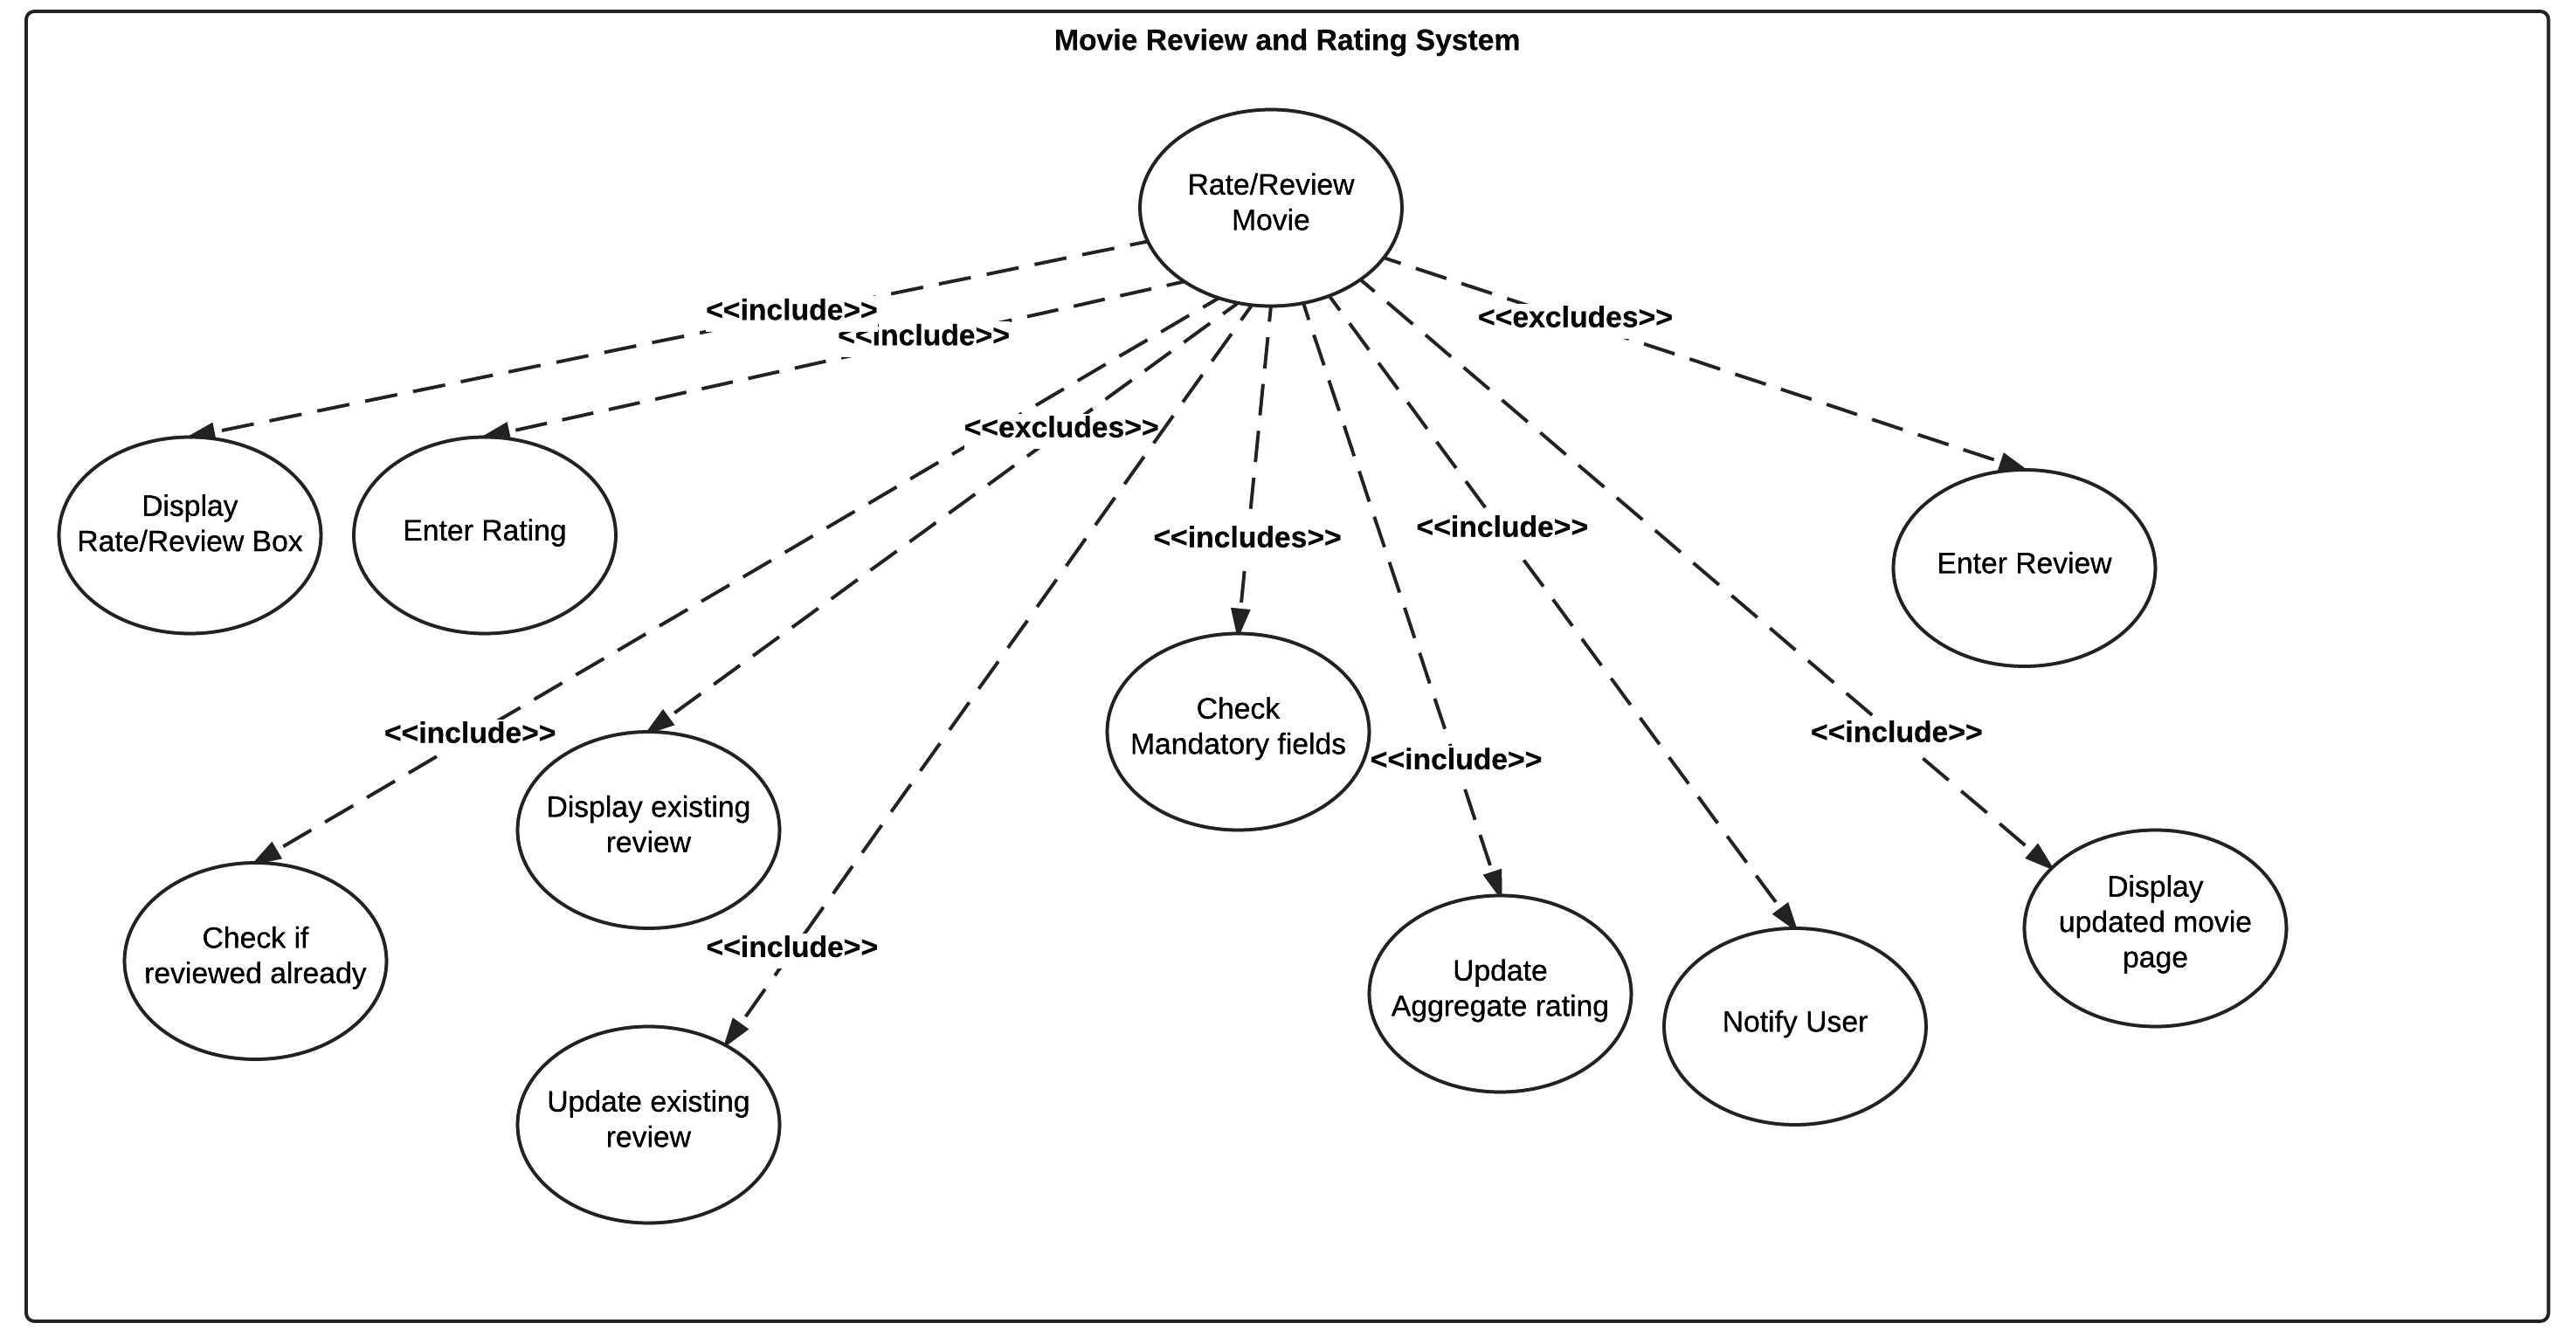 Movie Review and Rating System
Rate/Review
Movie
<<include>>
<<include>>
<<excludes>>
<<excludes>>
Display
Rate/Review Box
Enter Rating
<<includes>>
<<include>>
Enter Review
<<include>>
Check
Mandatory fields
<<include>>
<<include>>
Display existing
review
Check if
reviewed already
<<include>>
Update
Aggregate rating
Notify User
Display
updated movie
page
Update existing
review